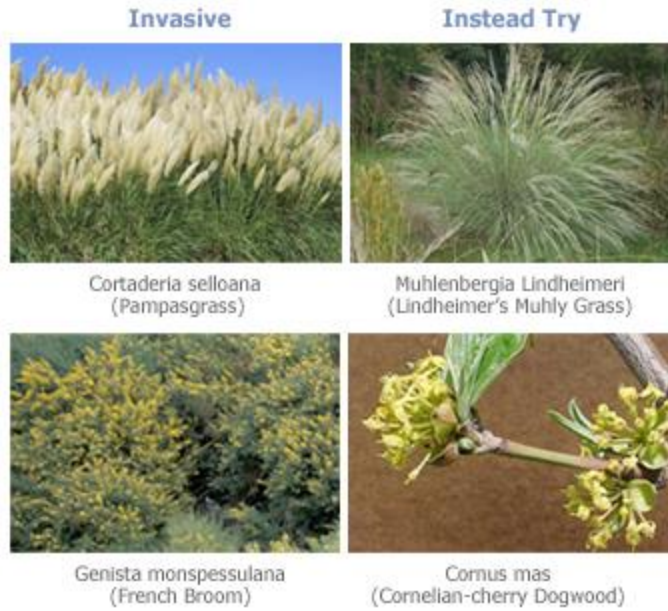 Invasive
Instead Try
Cortaderia selloana
(Pampasgrass)
Muhlenbergia Lindheimeri
(Lindheimer's Muhly Grass)
Genista monspessulana
(French Broom)
Cornus mas
(Cornelian-cherry Dogwood)